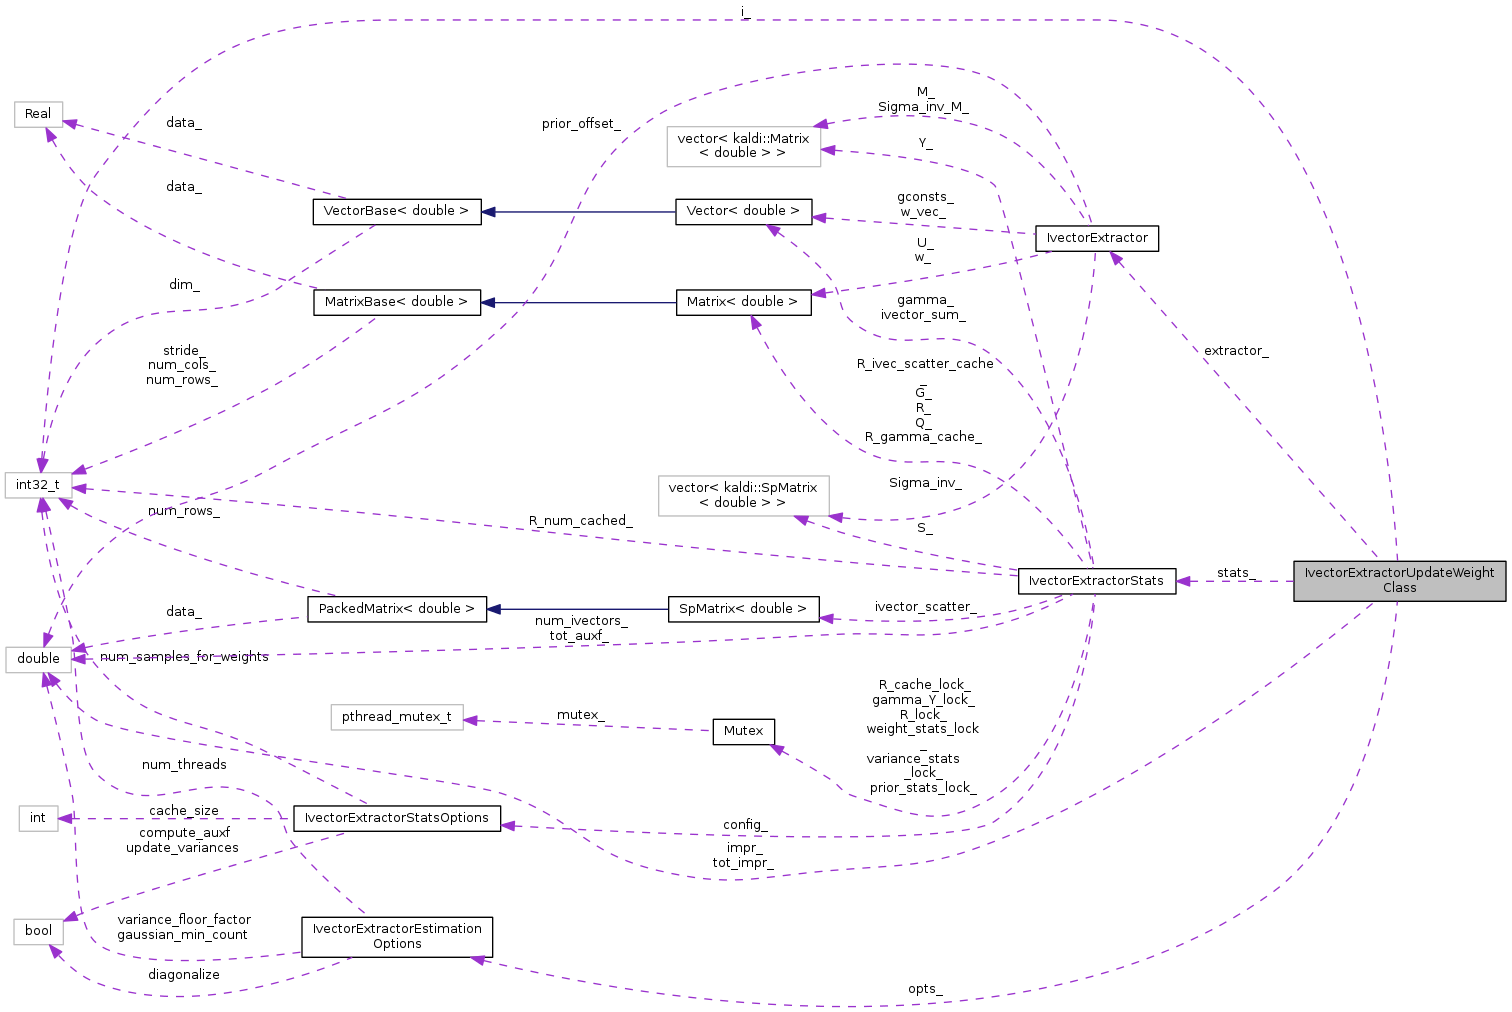 i_
Real
data_
data_
prior_offset_
M_
Sigma_inv_M_
vector< kaldi::Matrix
< double > >
Y_
VectorBase< double >
Vector< double >
gconsts_
w_vec_
IvectorExtractor
U_
w_
dim_
MatrixBase< double >
Matrix< double >
gamma_
ivector_sum_
stride_
num_cols_
num_rows_
extractor_
R_ivec_scatter_cache
_
G_
R_
Q_
R_gamma_cache_
int32_t
vector< kaldi::SpMatrix
< double > >
Sigma_inv_
num_rows_
R_num_cached_
S_
IvectorExtractorStats
stats_
IvectorExtractorUpdateWeight
Class
PackedMatrix< double >
SpMatrix< double >
ivector_scatter_
data_
num_ivectors_
tot_auxf_
double
num_samples_for_weights
R_cache_lock_
gamma_Y_lock_
R_lock_
weight_stats_lock
_
variance_stats
_lock_
prior_stats_lock_
pthread_mutex_t
mutex_
Mutex
num_threads
int
cache_size
IvectorExtractorStatsOptions
config_
compute_auxf
update_variances
impr_
tot_impr_
bool
variance_floor_factor
gaussian_min_count
IvectorExtractorEstimation
Options
diagonalize
opts_